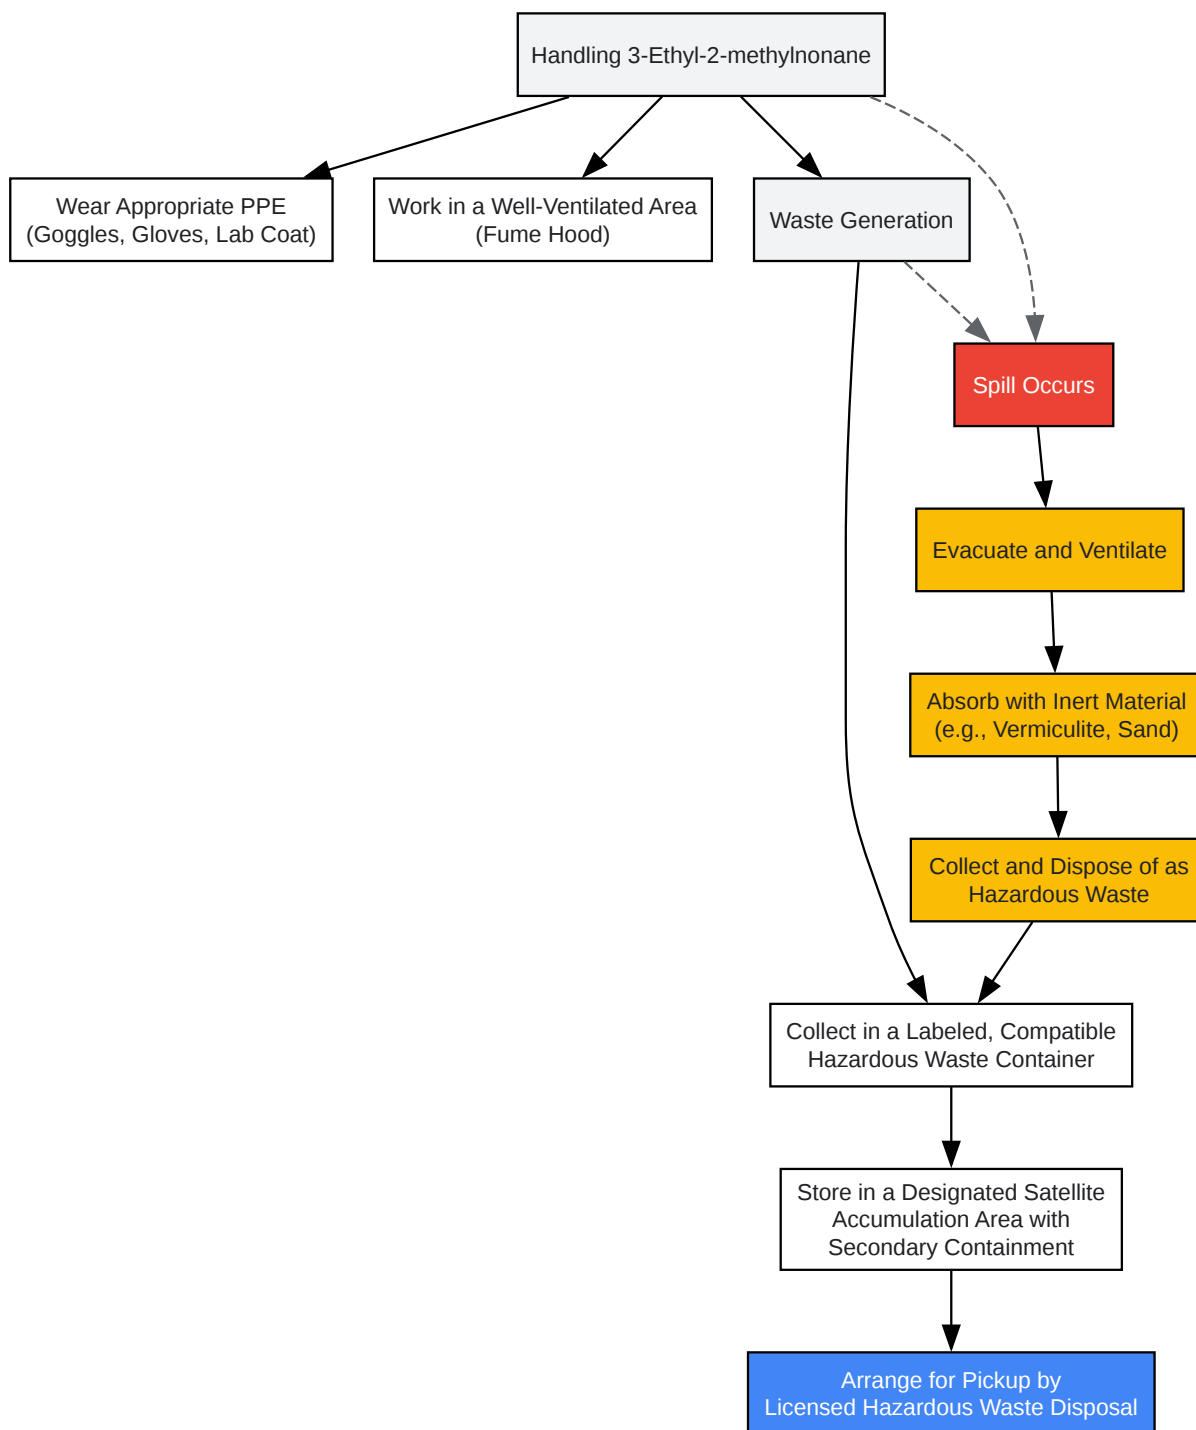 Handling 3-Ethyl-2-methylnonane
Wear Appropriate PPE
(Goggles, Gloves, Lab Coat)
Work in a Well-Ventilated Area
(Fume Hood)
Waste Generation
Spill Occurs
Evacuate and Ventilate
Absorb with Inert Material
(e.g., Vermiculite, Sand)
Collect and Dispose of as
Hazardous Waste
Collect in a Labeled, Compatible
Hazardous Waste Container
Store in a Designated Satellite
Accumulation Area with
Secondary Containment
Arrange for Pickup by
Licensed Hazardous Waste Disposal